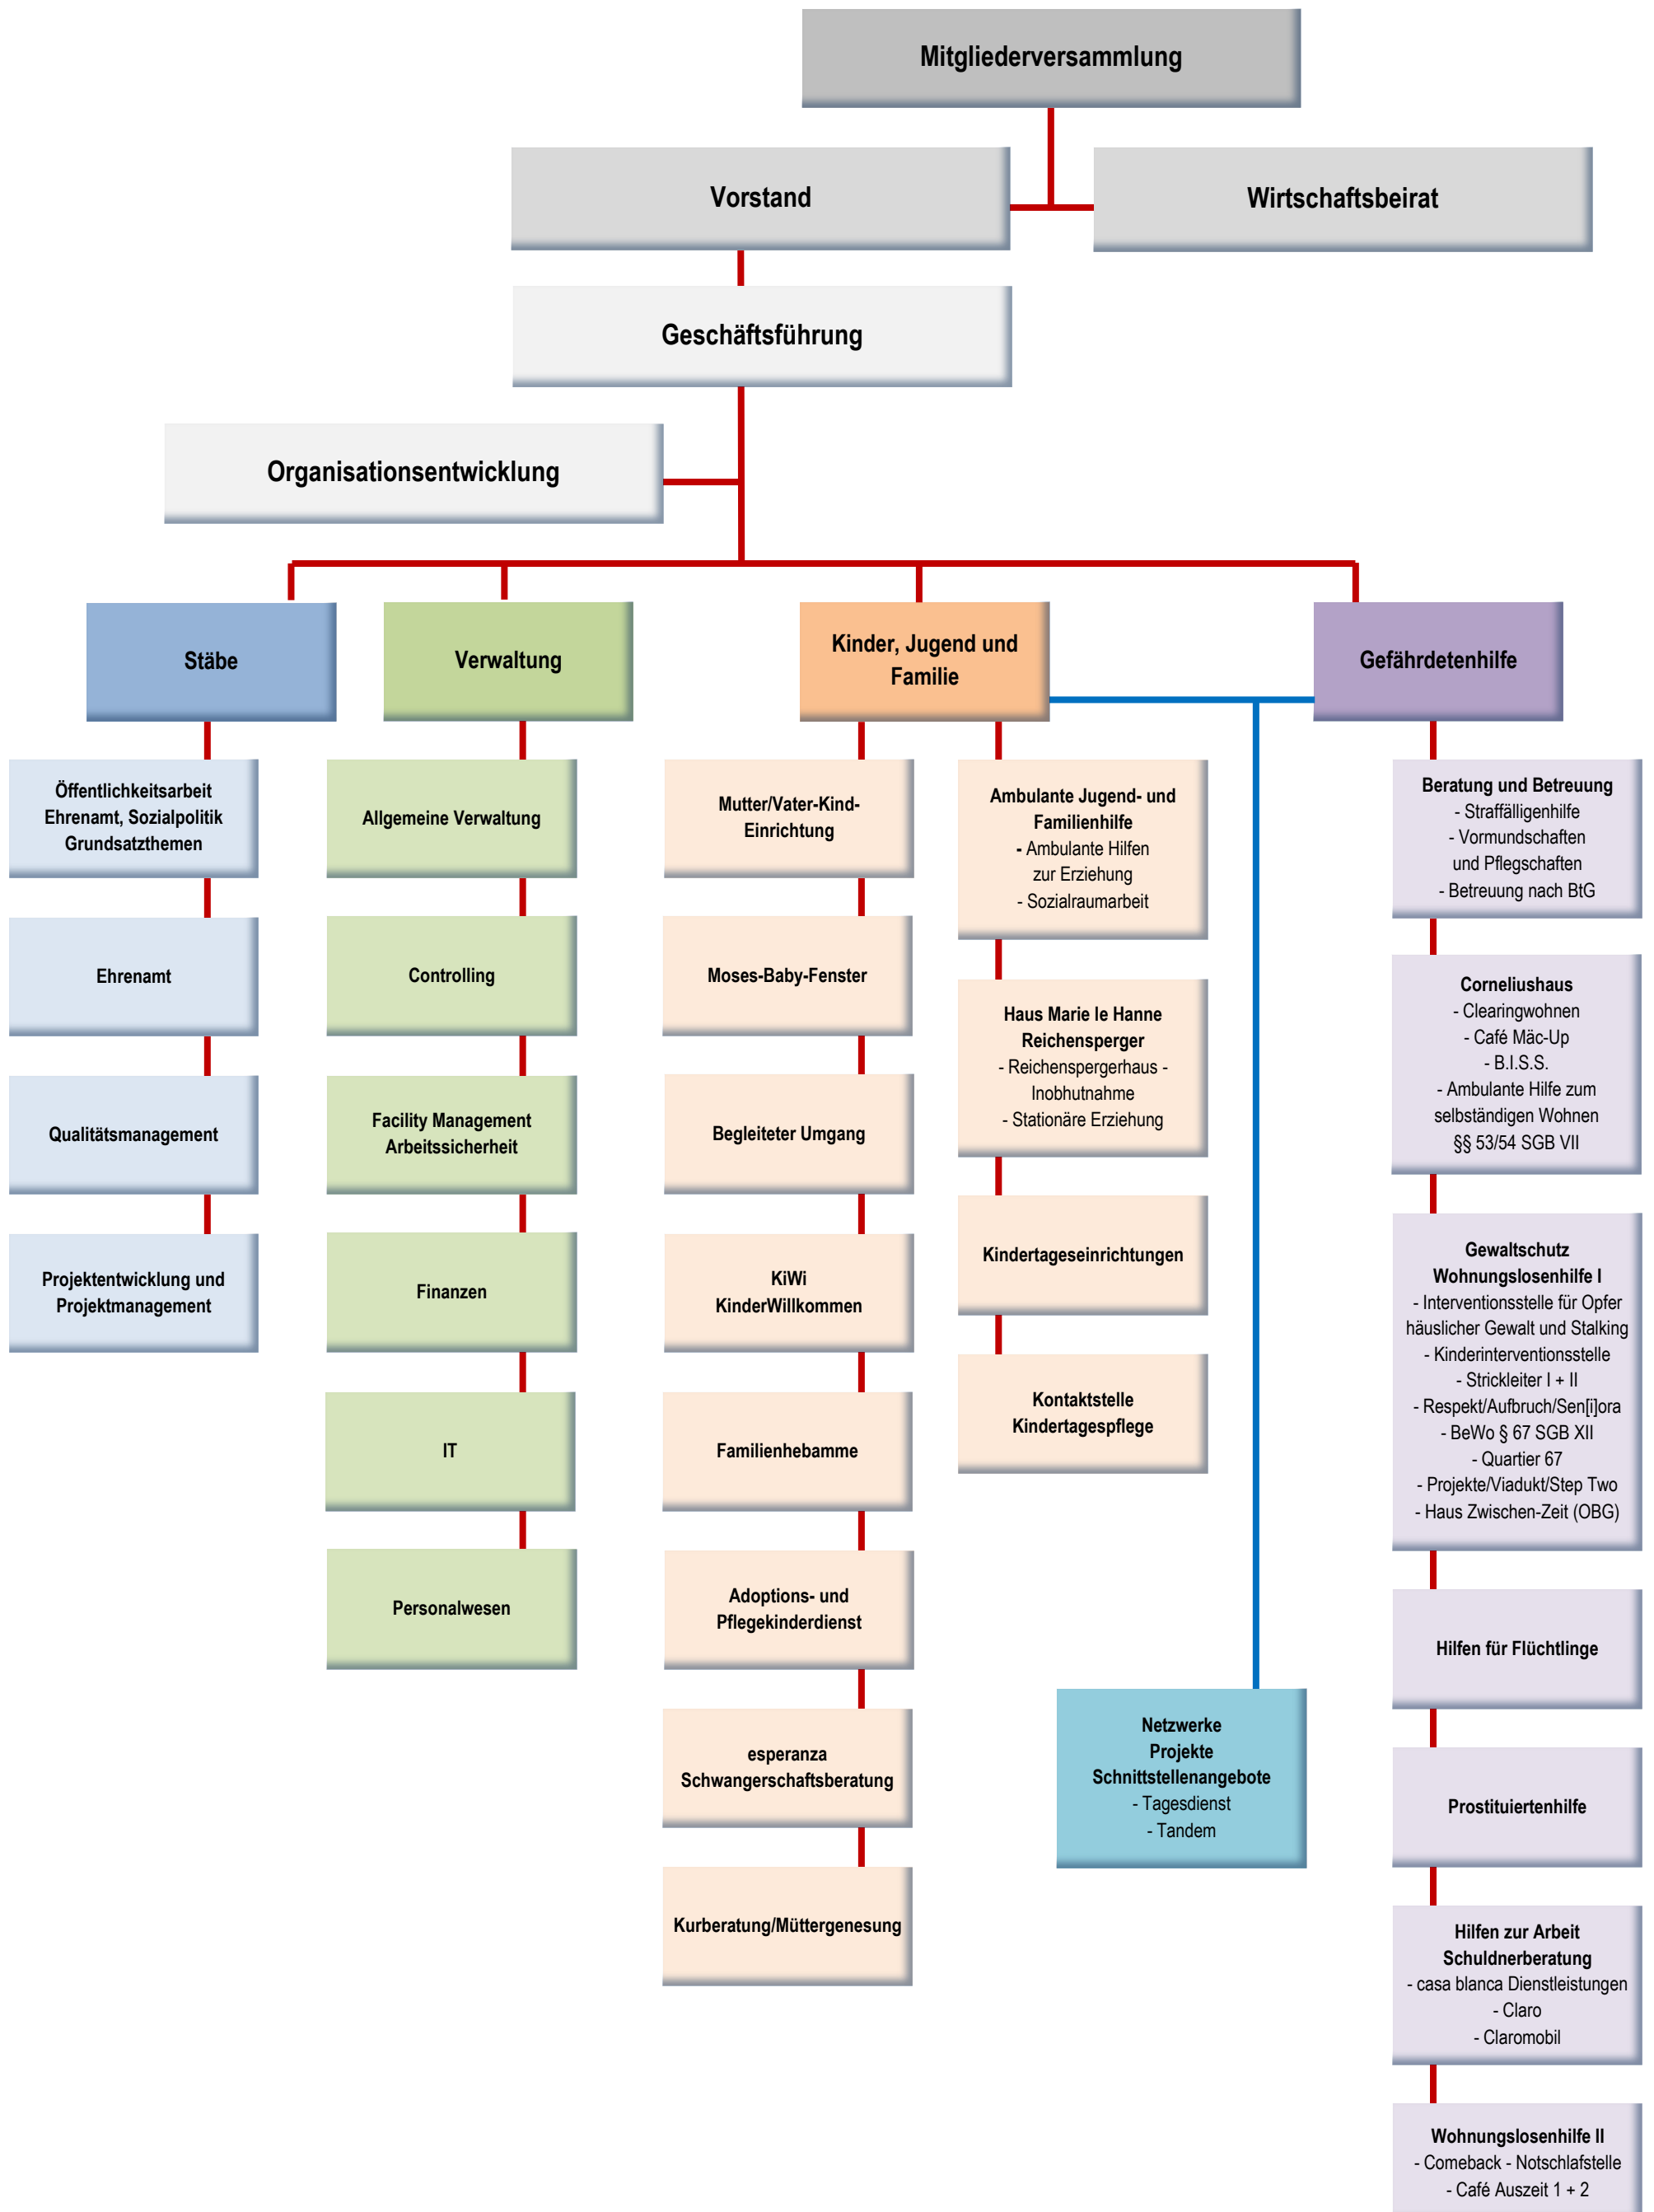 Mitgliederversammlung
Vorstand
Wirtschaftsbeirat
Geschäftsführung
Organisationsentwicklung
Stäbe
Verwaltung
Kinder, Jugend und
Familie
Gefährdetenhilfe
Öffentlichkeitsarbeit
Ehrenamt, Sozialpolitik
Grundsatzthemen
Ehrenamt
Qualitätsmanagement
Projektentwicklung und
Projektmanagement
Allgemeine Verwaltung
Controlling
Facility Management
Arbeitssicherheit
Finanzen
IT
Personalwesen
Mutter/Vater-Kind-
Einrichtung
Moses-Baby-Fenster
Begleiteter Umgang
KiWi
KinderWillkommen
Familienhebamme
Adoptions- und
Pflegekinderdienst
esperanza
Schwangerschaftsberatung
Kurberatung/Müttergenesung
Ambulante Jugend- und
Familienhilfe
- Ambulante Hilfen
zur Erziehung
- Sozialraumarbeit
Haus Marie le Hanne
Reichensperger
- Reichenspergerhaus -
Inobhutnahme
- Stationäre Erziehung
Kindertageseinrichtungen
Kontaktstelle
Kindertagespflege
Netzwerke
Projekte
Schnittstellenangebote
- Tagesdienst
- Tandem
Beratung und Betreuung
- Straffälligenhilfe
- Vormundschaften
und Pflegschaften
- Betreuung nach BtG
Corneliushaus
- Clearingwohnen
- Café Mäc-Up
- B.I.S.S.
- Ambulante Hilfe zum
selbständigen Wohnen
§§ 53/54 SGB VII
Gewaltschutz
Wohnungslosenhilfe I
- Interventionsstelle für Opfer
häuslicher Gewalt und Stalking
- Kinderinterventionsstelle
- Strickleiter I + II
- Respekt/Aufbruch/Sen[i]ora
- BeWo § 67 SGB XII
- Quartier 67
- Projekte/Viadukt/Step Two
- Haus Zwischen-Zeit (OBG)
Hilfen für Flüchtlinge
Prostituiertenhilfe
Hilfen zur Arbeit
Schuldnerberatung
- casa blanca Dienstleistungen
- Claro
- Claromobil
Wohnungslosenhilfe II
- Comeback - Notschlafstelle
- Café Auszeit 1 + 2